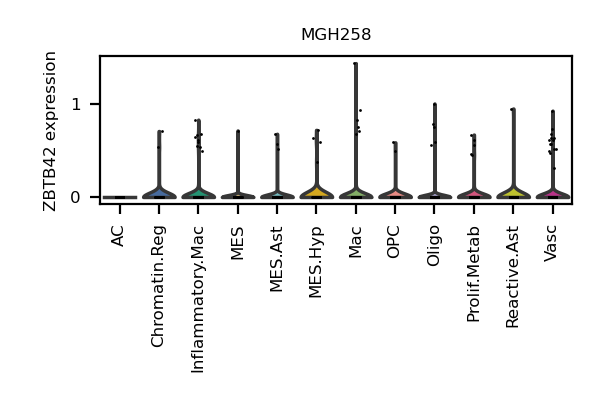 MGH258
ZBTB42 expression
1
0
AC
Chromatin.Reg
Inflammatory.Mac
MES
MES.Ast
MES.Hyp
Mac
OPC
Oligo
Prolif.Metab
Reactive.Ast
Vasc